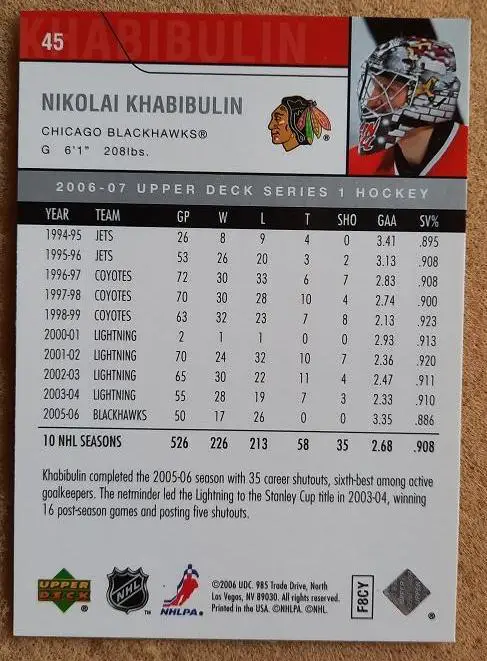 KHABIBULIN
45
NIKOLAI KHABIBULIN
CHICAGO BLACKHAWKS®
G 6'1" 208lbs.
2006-07 UPPER DECK SERIES 1 HOCKEY
YEAR TEAM GP W L T SHO GAA SV%
1994-95 JETS 26 8 9 4 0 3.41 .895
1995-96 JETS 53 26 20 3 2 3.13 .908
1996-97 COYOTES 72 30 33 6 7 2.83 .908
1997-98 COYOTES 70 30 28 10 4 2.74 .900
1998-99 COYOTES 63 32 23 7 8 2.13 .923
2000-01 LIGHTNING 2 1 1 0 0 2.93 .913
2001-02 LIGHTNING 70 24 32 10 7 2.36 .920
2002-03 LIGHTNING 65 30 22 11 4 2.47 .911
2003-04 LIGHTNING 55 28 19 7 3 2.33 .910
2005-06 BLACKHAWKS 50 17 26 0 0 3.35 .886
10 NHL SEASONS 526 226 213 58 35 2.68 .908
Khabibulin completed the 2005-06 season with 35 career shutouts, sixth-best among active
goalkeepers. The netminder led the Lightning to the Stanley Cup title in 2003-04, winning
16 post-season games and posting five shutouts.
UPPER
DECK®
NHL™
NHLPA®
©2006 UDC. 985 Trade Drive, North
Las Vegas, NV 89030. All rights reserved.
Printed in the USA. ©NHLPA. ©NHL.
F8CY
®